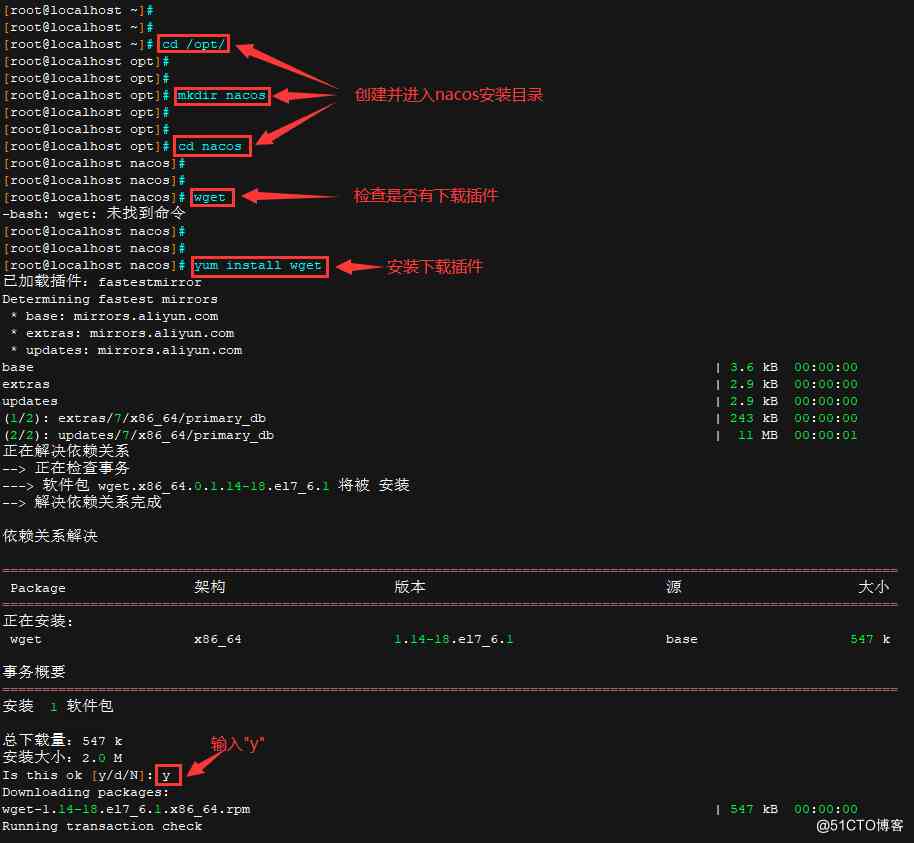 [root@localhost ~]#
[root@localhost ~]#
[root@localhost ~]# cd /opt/
[root@localhost opt]#
[root@localhost opt]#
[root@localhost opt]# mkdir nacos 创建并进入nacos安装目录
[root@localhost opt]#
[root@localhost opt]#
[root@localhost opt]# cd nacos
[root@localhost nacos]#
[root@localhost nacos]#
[root@localhost nacos]# wget 检查是否有下载插件
-bash: wget: 未找到命令
[root@localhost nacos]#
[root@localhost nacos]#
[root@localhost nacos]# yum install wget 安装下载插件
已加载插件：fastestmirror
Determining fastest mirrors
 * base: mirrors.aliyun.com
 * extras: mirrors.aliyun.com
 * updates: mirrors.aliyun.com
base | 3.6 kB 00:00:00
extras | 2.9 kB 00:00:00
updates | 2.9 kB 00:00:00
(1/2): extras/7/x86_64/primary_db | 243 kB 00:00:00
(2/2): updates/7/x86_64/primary_db | 11 MB 00:00:01
正在解决依赖关系
--> 正在检查事务
---> 软件包 wget.x86_64.0.1.14-18.el7_6.1 将被 安装
--> 解决依赖关系完成
依赖关系解决
Package 架构 版本 源 大小
正在安装:
wget x86_64 1.14-18.el7_6.1 base 547 k
事务概要
安装 1 软件包
总下载量：547 k
安装大小：2.0 M
输入"y"
Is this ok [y/d/N]: y
Downloading packages:
wget-1.14-18.el7_6.1.x86_64.rpm | 547 kB 00:00:00
Running transaction check
@51CTO博客